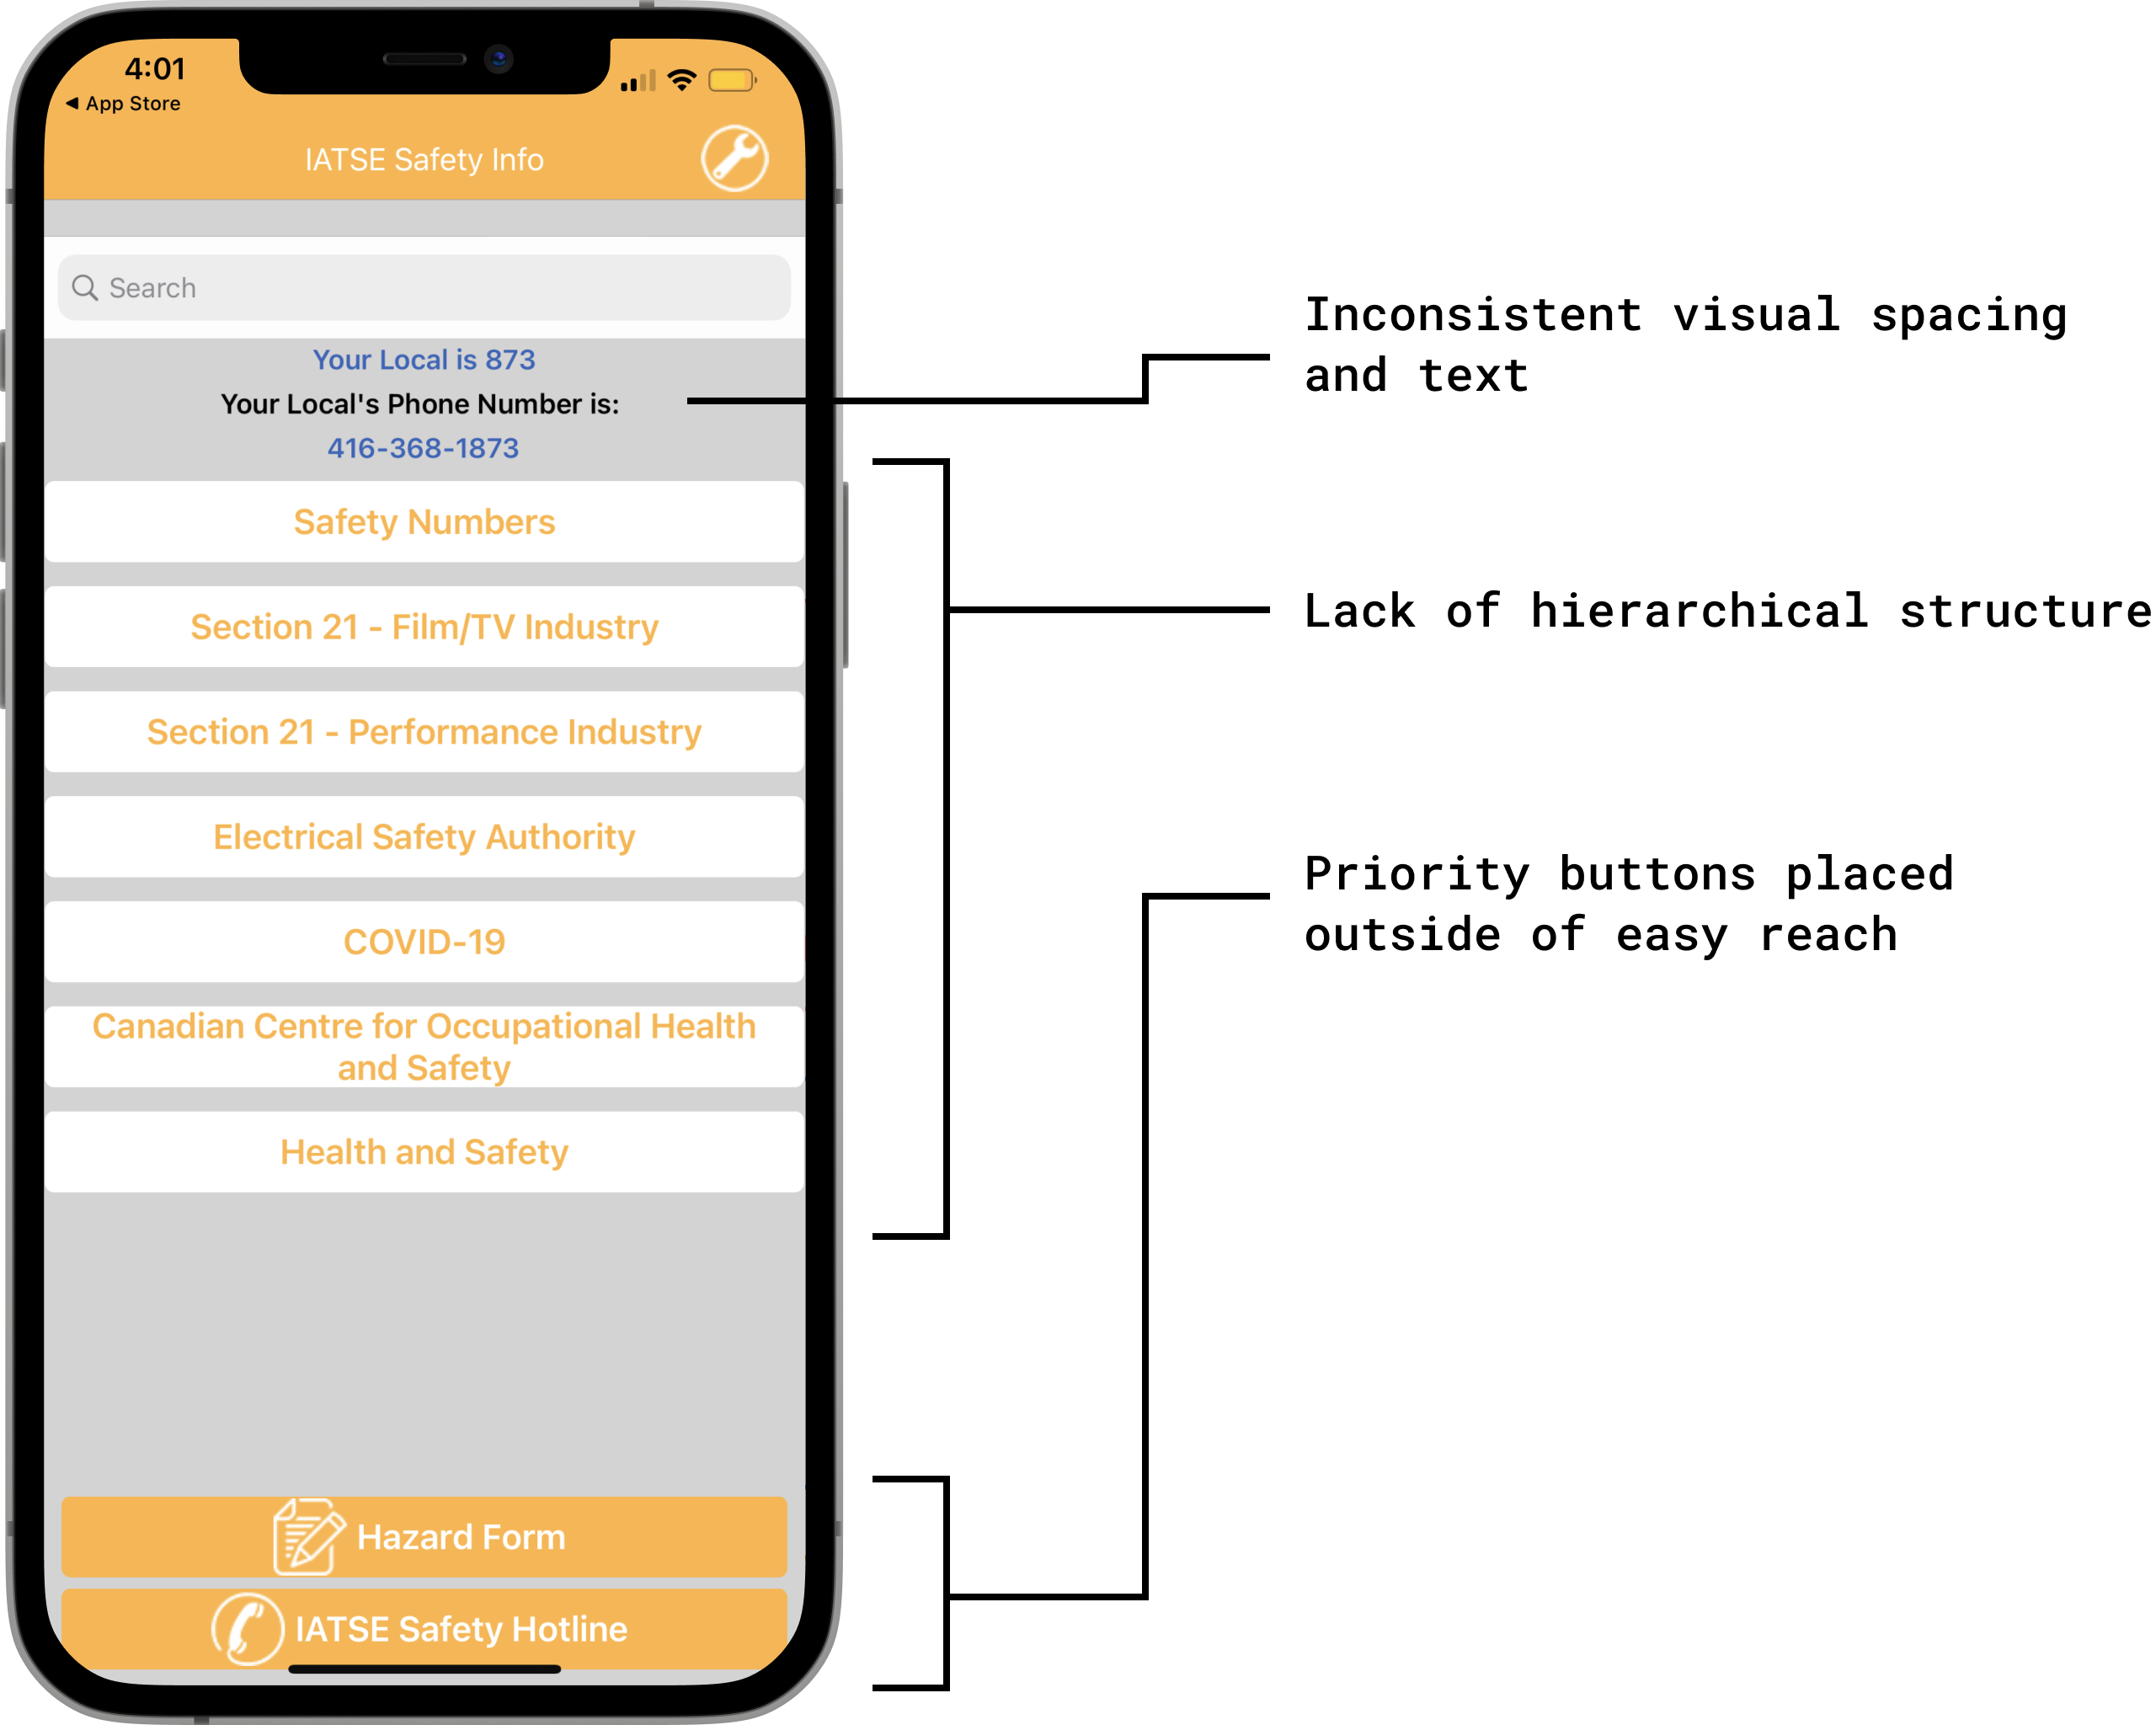 4:01
App Store
IATSE Safety Info
Search
Your Local is 873
Your Local's Phone Number is:
416-368-1873
Safety Numbers
Section 21 - Film/TV Industry
Section 21 - Performance Industry
Electrical Safety Authority
COVID-19
Canadian Centre for Occupational Health
and Safety
Health and Safety
Hazard Form
IATSE Safety Hotline
Inconsistent visual spacing
and text
Lack of hierarchical structure
Priority buttons placed
outside of easy reach